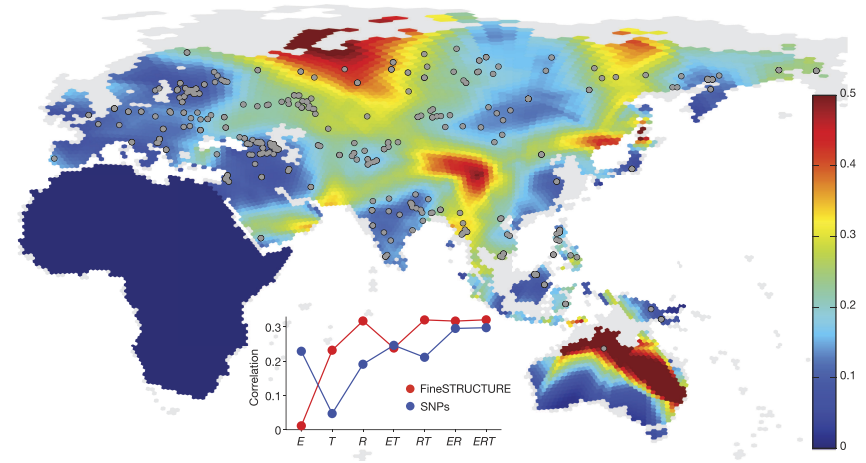 0.5
0.4
0.3
0.2
0.1
0
Correlation
0.3
0.2
0.1
0
FineSTRUCTURE
SNPs
E T R ET RT ER ERT